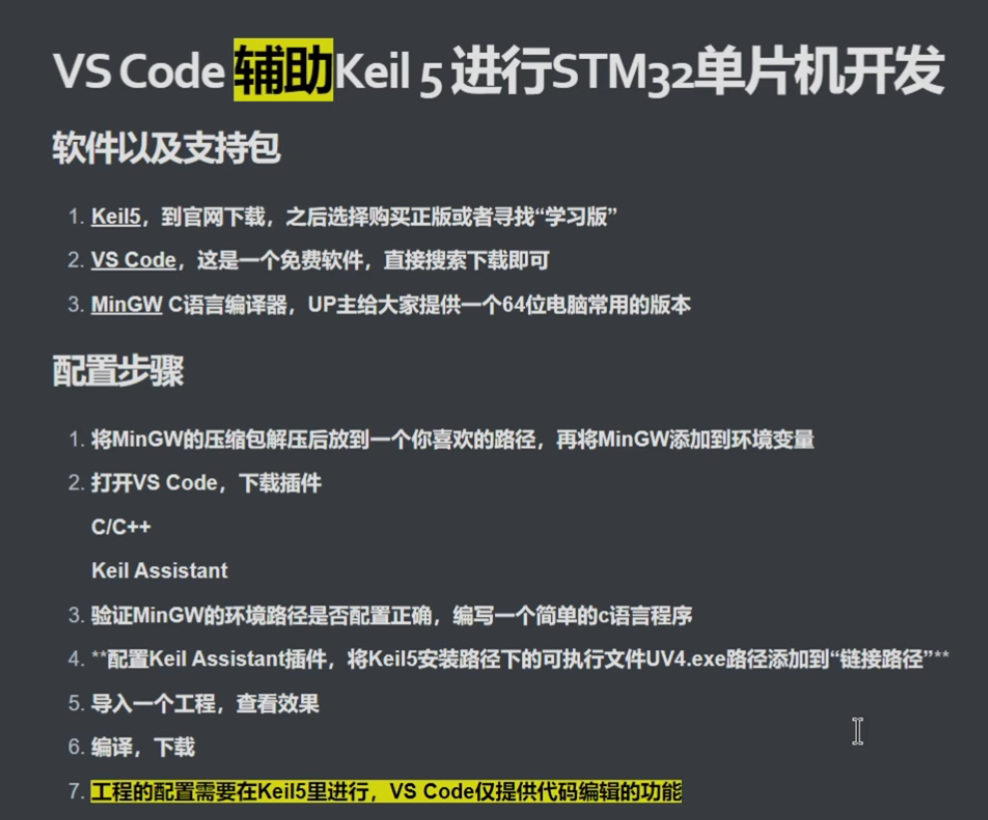 VS Code 辅助Keil 5 进行STM32单片机开发
软件以及支持包
1. Keil5，到官网下载，之后选择购买正版或者寻找“学习版”
2. VS Code，这是一个免费软件，直接搜索下载即可
3. MinGW C语言编译器，UP主给大家提供一个64位电脑常用的版本
配置步骤
1. 将MinGW的压缩包解压后放到一个你喜欢的路径，再将MinGW添加到环境变量
2. 打开VS Code，下载插件
C/C++
Keil Assistant
3. 验证MinGW的环境路径是否配置正确，编写一个简单的c语言程序
4. **配置Keil Assistant插件，将Keil5安装路径下的可执行文件UV4.exe路径添加到“链接路径”**
5. 导入一个工程，查看效果
6. 编译，下载
7. 工程的配置需要在Keil5里进行，VS Code仅提供代码编辑的功能